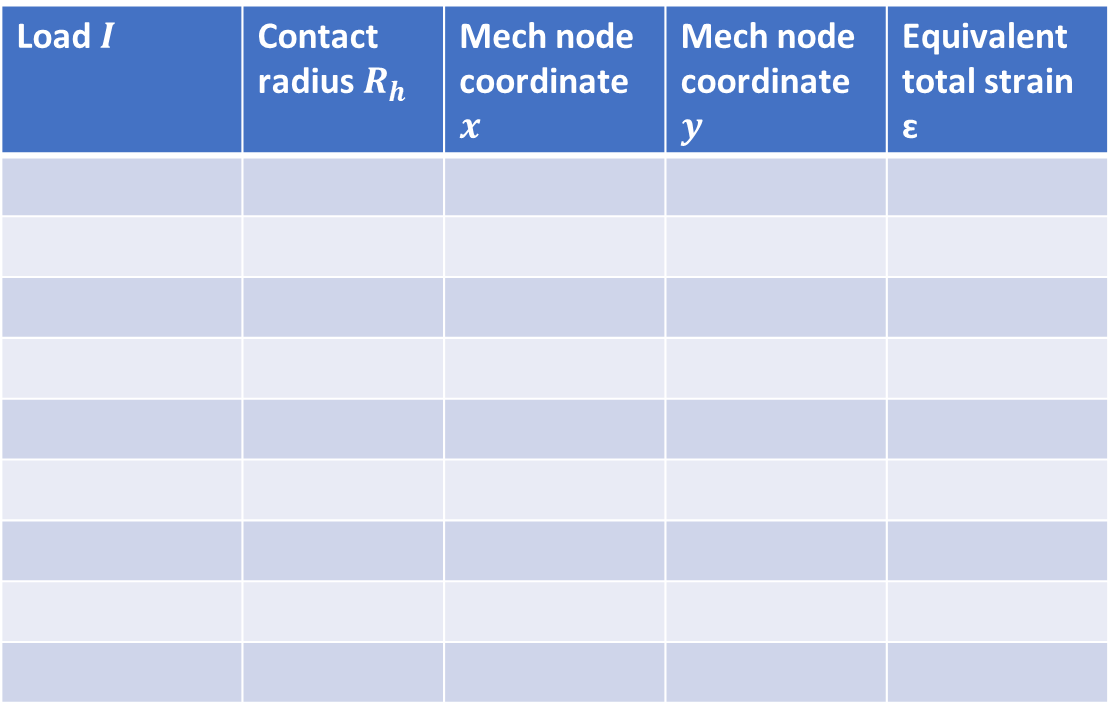 Load I
Contact
radius R_h
Mech node
coordinate
x
Mech node
coordinate
y
Equivalent
total strain
ε